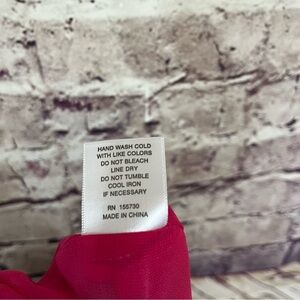 HAND WASH COLD
WITH LIKE COLORS
DO NOT BLEACH
LINE DRY
DO NOT TUMBLE
COOL IRON
IF NECESSARY
RN 155730
MADE IN CHINA